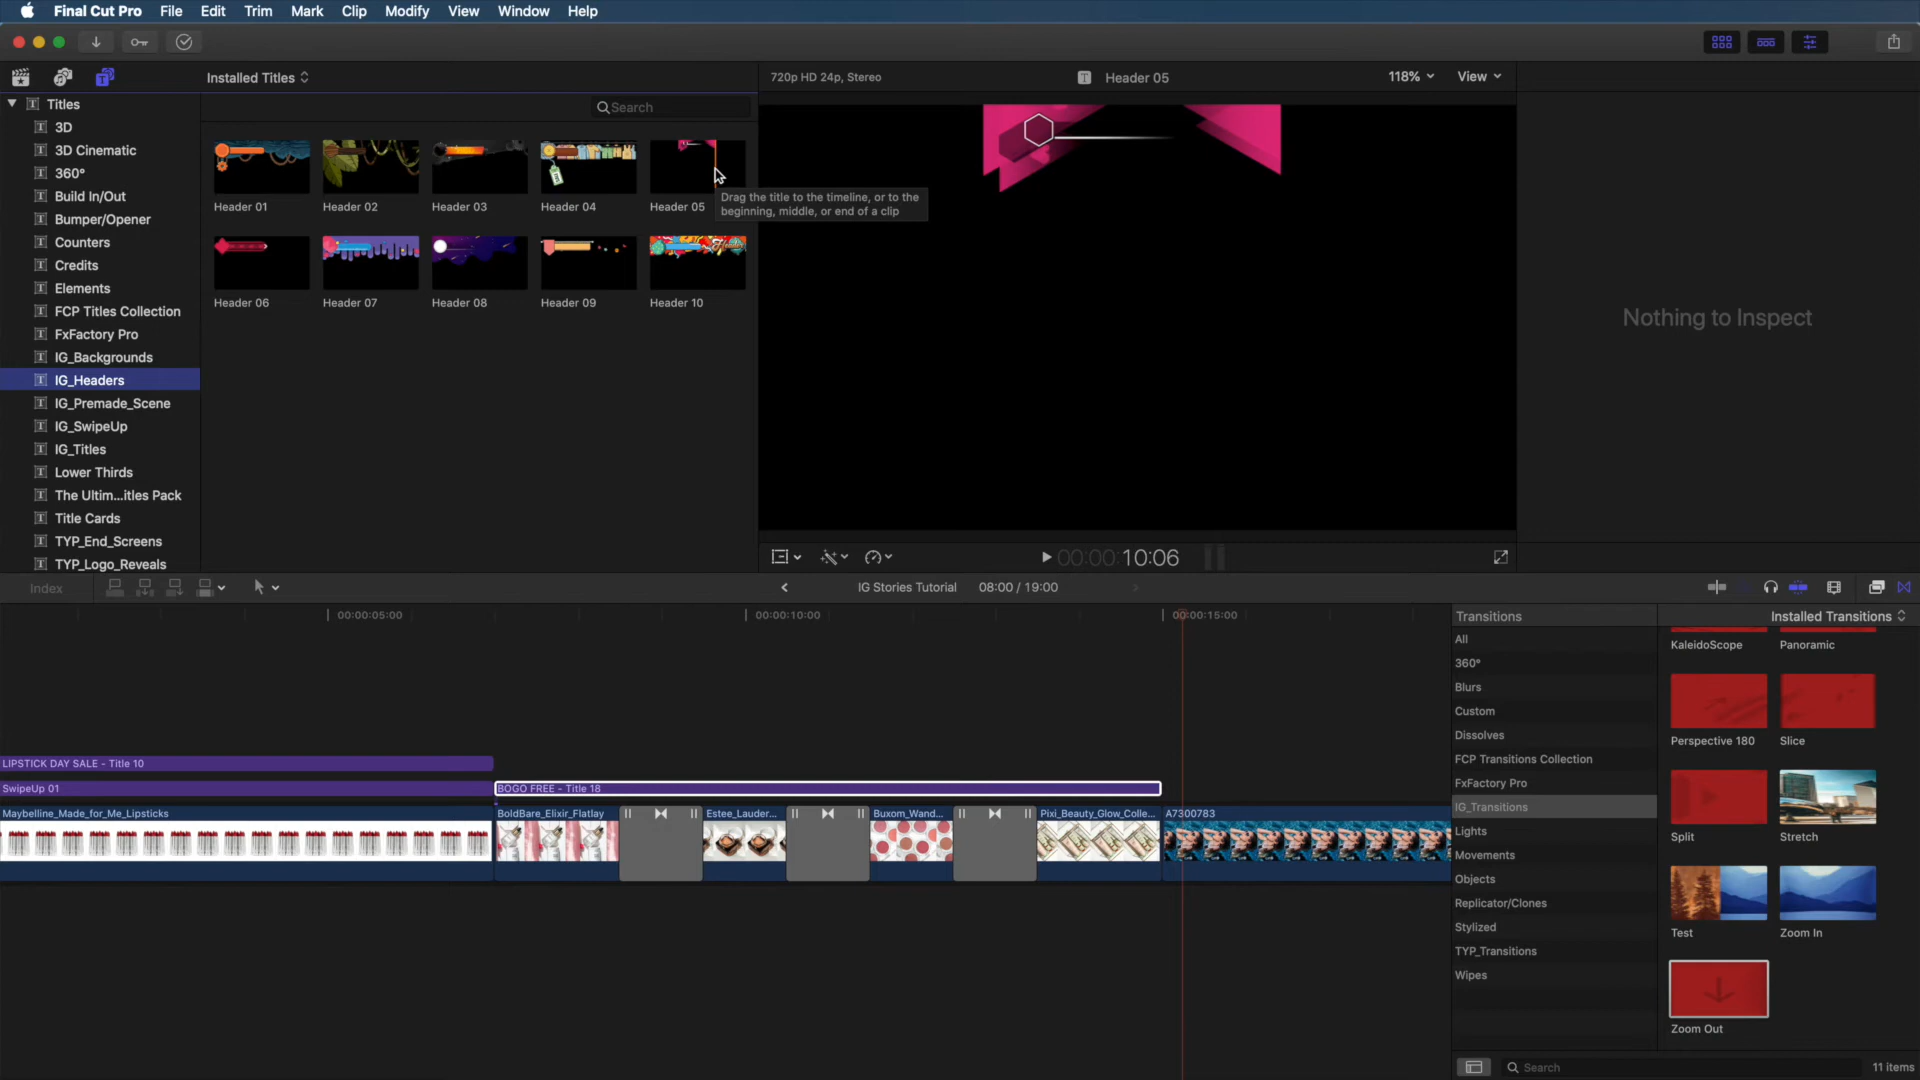 Final Cut Pro File Edit Trim Mark Clip Modify View Window Help
Installed Titles
720p HD 24p, Stereo
Header 05
118%
View
Titles
3D
3D Cinematic
360°
Build In/Out
Bumper/Opener
Counters
Credits
Elements
FCP Titles Collection
FxFactory Pro
IG_Backgrounds
IG_Headers
IG_Premade_Scene
IG_SwipeUp
IG_Titles
Lower Thirds
The Ultim...itles Pack
Title Cards
TYP_End_Screens
TYP_Logo_Reveals
Search
Header 01
Header 02
Header 03
Header 04
Header 05
Drag the title to the timeline, or to the
beginning, middle, or end of a clip
Header 06
Header 07
Header 08
Header 09
Header 10
Nothing to Inspect
00:00:10:06
Index
IG Stories Tutorial
08:00 / 19:00
00:00:05:00
00:00:10:00
00:00:15:00
LIPSTICK DAY SALE - Title 10
SwipeUp 01
BOGO FREE - Title 18
Maybelline_Made_for_Me_Lipsticks
BoldBare_Elixir_Flatlay
Estee_Lauder...
Buxom_Wand...
Pixi_Beauty_Glow_Colle...
A7300783
Transitions
All
360°
Blurs
Custom
Dissolves
FCP Transitions Collection
FxFactory Pro
IG_Transitions
Lights
Movements
Objects
Replicator/Clones
Stylized
TYP_Transitions
Wipes
Installed Transitions
KaleidoScope
Panoramic
Perspective 180
Slice
Split
Stretch
Test
Zoom In
Zoom Out
Search
11 items